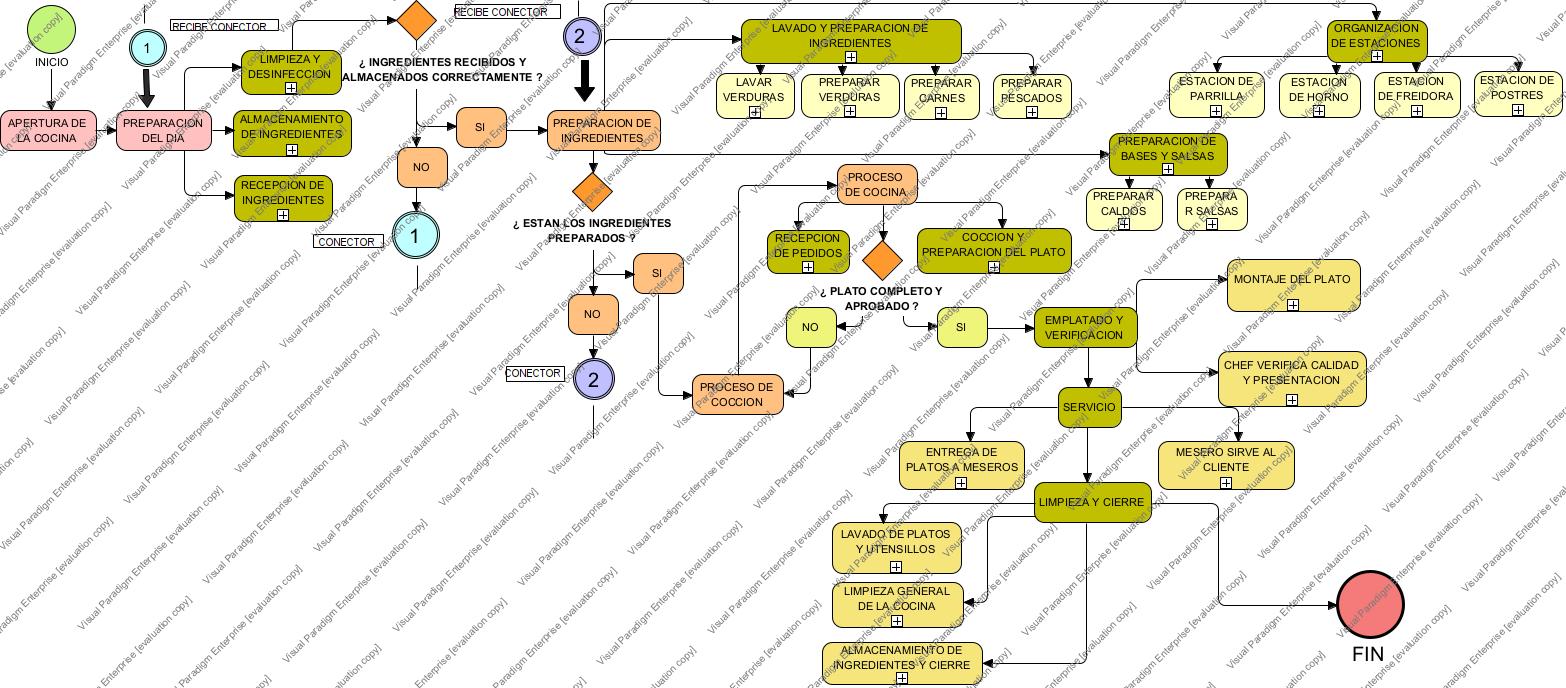 INICIO
APERTURA DE
LA COCINA
1
RECIBE CONECTOR
PREPARACION
DEL DIA
LIMPIEZA Y
DESINFECCION
ALMACENAMIENTO
DE INGREDIENTES
RECEPCION DE
INGREDIENTES
¿ INGREDIENTES RECIBIDOS Y
ALMACENADOS CORRECTAMENTE ?
SI
NO
CONECTOR
1
RECIBE CONECTOR
2
PREPARACION DE
INGREDIENTES
¿ ESTAN LOS INGREDIENTES
PREPARADOS ?
SI
NO
CONECTOR
2
LAVADO Y PREPARACION DE
INGREDIENTES
LAVAR
VERDURAS
PREPARAR
VERDURAS
PREPARAR
CARNES
PREPARAR
PESCADOS
ORGANIZACION
DE ESTACIONES
ESTACION DE
PARRILLA
ESTACION
DE HORNO
ESTACION
DE FREIDORA
ESTACION DE
POSTRES
PREPARACION DE
BASES Y SALSAS
PREPARAR
CALDOS
PREPARA
R SALSAS
PROCESO DE
COCCION
PROCESO
DE COCINA
RECEPCION
DE PEDIDOS
COCCION Y
PREPARACION DEL PLATO
¿ PLATO COMPLETO Y
APROBADO ?
NO
SI
EMPLATADO Y
VERIFICACION
MONTAJE DEL PLATO
CHEF VERIFICA CALIDAD
Y PRESENTACION
SERVICIO
ENTREGA DE
PLATOS A MESEROS
MESERO SIRVE AL
CLIENTE
LIMPIEZA Y CIERRE
LAVADO DE PLATOS
Y UTENSILLOS
LIMPIEZA GENERAL
DE LA COCINA
ALMACENAMIENTO DE
INGREDIENTES Y CIERRE
FIN
Visual Paradigm Enterprise [evaluation copy]